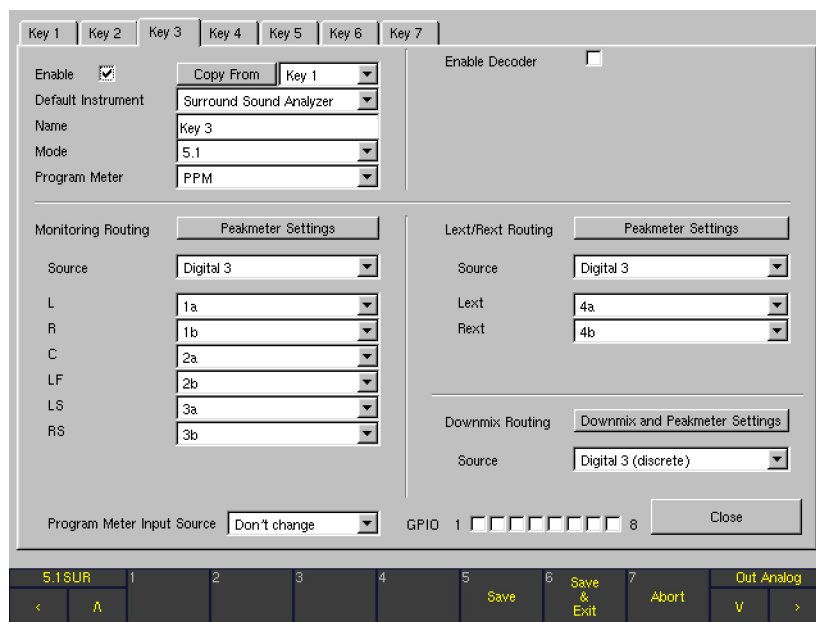 Key 1 Key 2 Key 3 Key 4 Key 5 Key 6 Key 7
Enable Copy From Key 1
Default Instrument Surround Sound Analyzer
Name Key 3
Mode 5.1
Program Meter PPM
Enable Decoder
Monitoring Routing Peakmeter Settings
Source Digital 3
L 1a
R 1b
C 2a
LF 2b
LS 3a
RS 3b
Lext/Rext Routing Peakmeter Settings
Source Digital 3
Lext 4a
Rext 4b
Downmix Routing Downmix and Peakmeter Settings
Source Digital 3 (discrete)
Program Meter Input Source Don't change
GPIO 1 8
Close
5.1SUR 1 2 3 4 5 Save 6 Save & Exit 7 Abort Out Analog
< Λ V >